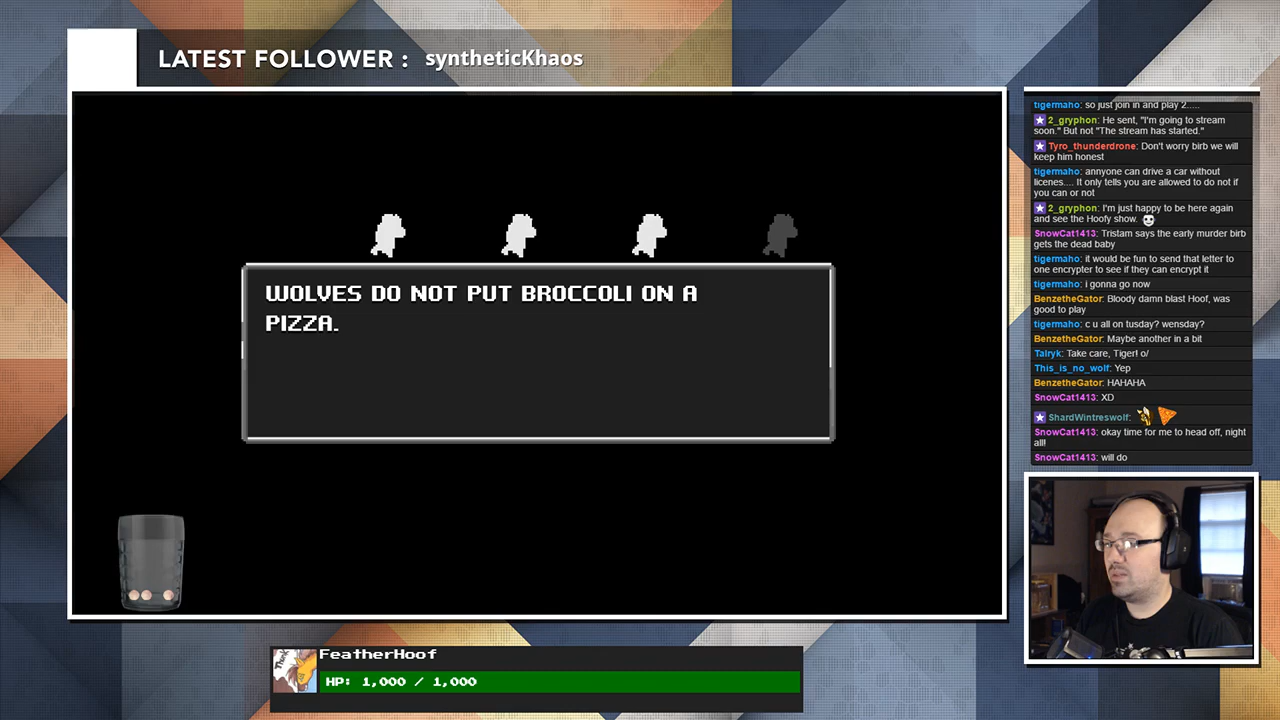 LATEST FOLLOWER : syntheticKhaos
WOLVES DO NOT PUT BROCCOLI ON A
PIZZA.
tigermaho: so just join in and play 2.....
2_gryphon: He sent, "I'm going to stream
soon." But not "The stream has started."
Tyro_thunderdrone: Don't worry birb we will
keep him honest
tigermaho: annyone can drive a car without
licenes.... It only tells you are allowed to do not if
you can or not
2_gryphon: I'm just happy to be here again
and see the Hoofy show.
SnowCat1413: Tristam says the early murder birb
gets the dead baby
tigermaho: it would be fun to send that letter to
one encrypter to see if they can encrypt it
tigermaho: i gonna go now
BenzetheGator: Bloody damn blast Hoof, was
good to play
tigermaho: c u all on tusday? wensday?
BenzetheGator: Maybe another in a bit
Talryk: Take care, Tiger! o/
This_is_no_wolf: Yep
BenzetheGator: HAHAHA
SnowCat1413: XD
ShardWintreswolf:
SnowCat1413: okay time for me to head off, night
all!
SnowCat1413: will do
FeatherHoof
HP: 1,000 / 1,000